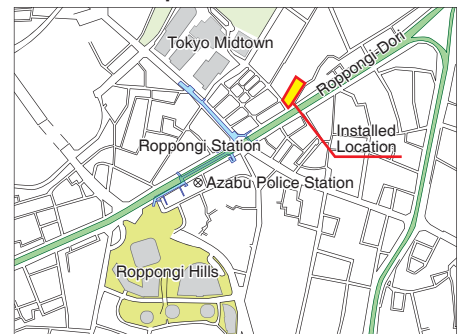 Tokyo Midtown
Roppongi-Dori
Installed
Location
Roppongi Station
Azabu Police Station
Roppongi Hills